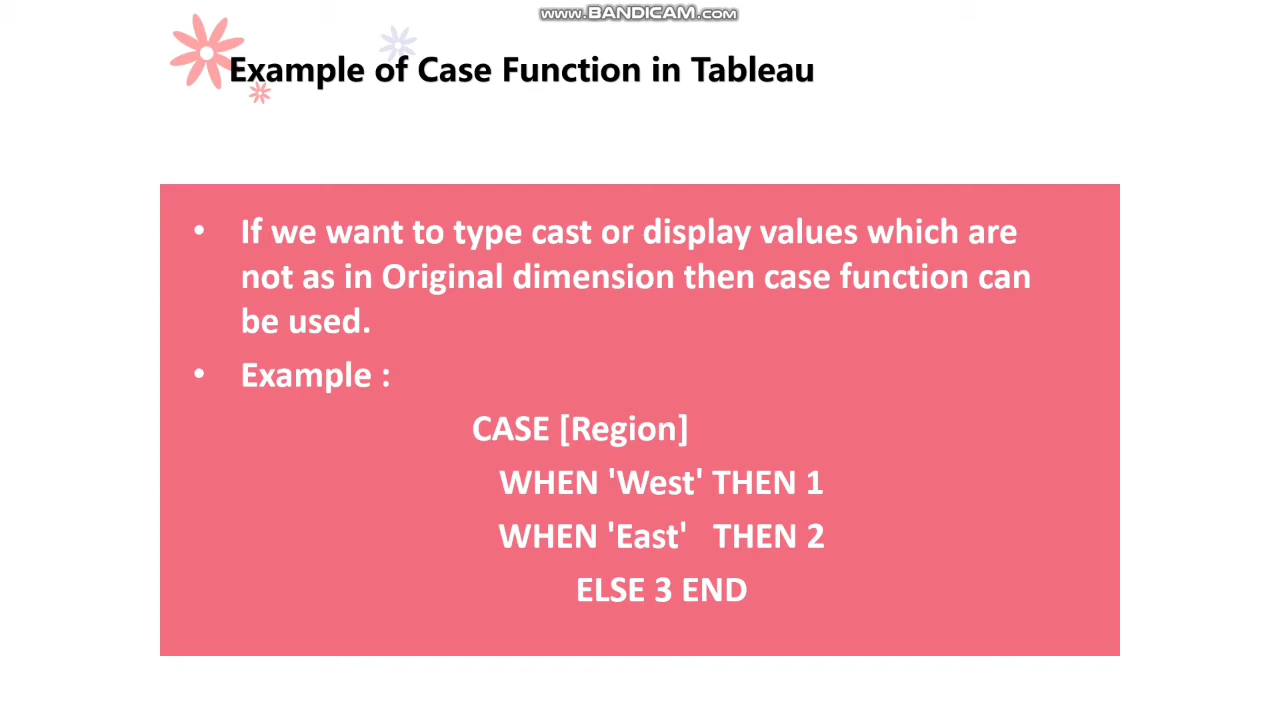 www.BANDICAM.com
Example of Case Function in Tableau
• If we want to type cast or display values which are
not as in Original dimension then case function can
be used.
• Example :
CASE [Region]
WHEN 'West' THEN 1
WHEN 'East' THEN 2
ELSE 3 END